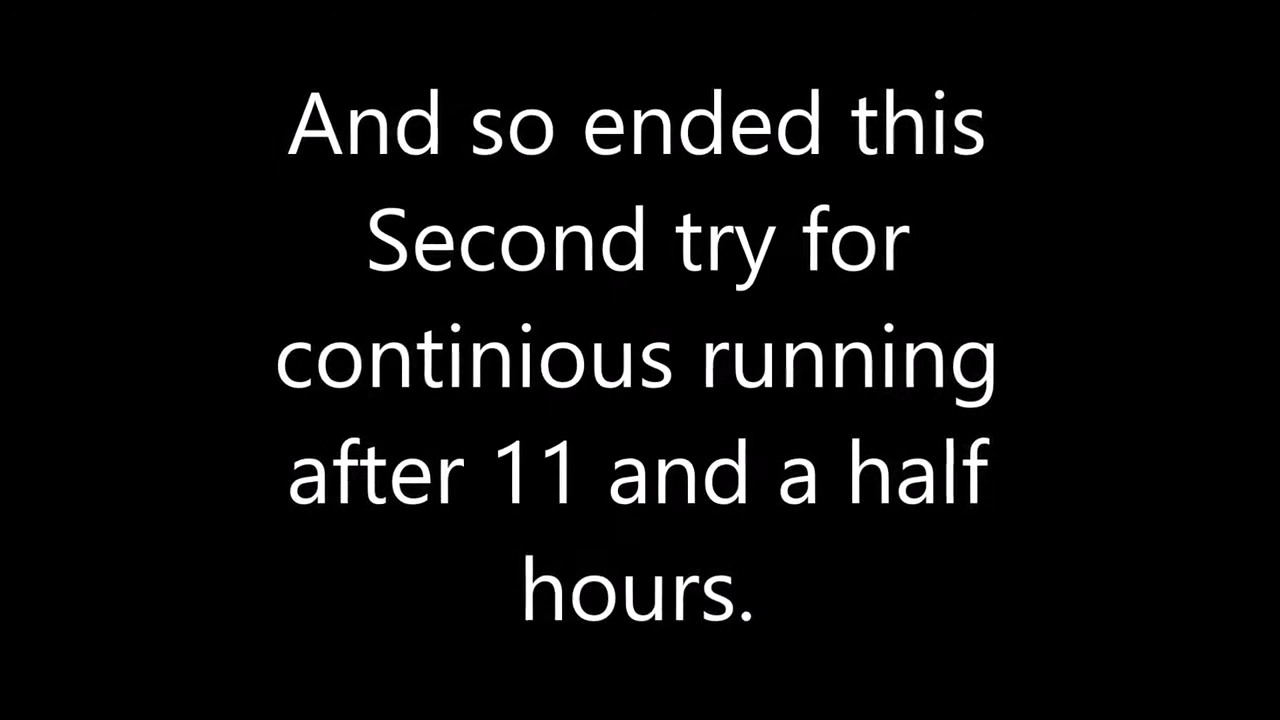 And so ended this
Second try for
continious running
after 11 and a half
hours.